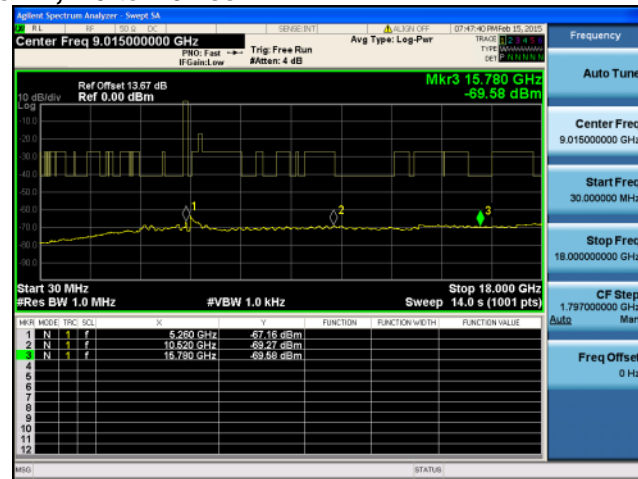 Agilent Spectrum Analyzer - Swept SA
RL RF 50 Ω DC SENSE:INT ALIGN OFF 07:47:40 PM Feb 15, 2015
Center Freq 9.015000000 GHz
PNO: Fast
IFGain:Low
Trig: Free Run
#Atten: 4 dB
Avg Type: Log-Pwr
TRACE 1 2 3 4 5 6
TYPE
DET P N N N N N
Mkr3 15.780 GHz
-69.58 dBm
Ref Offset 13.67 dB
10 dB/div Ref 0.00 dBm
Log
-10.0
-20.0
-30.0
-40.0
-50.0
-60.0
-70.0
-80.0
-90.0
1
2
3
Start 30 MHz Stop 18.000 GHz
#Res BW 1.0 MHz #VBW 1.0 kHz Sweep 14.0 s (1001 pts)
MKR MODE TRC SCL X Y FUNCTION FUNCTION WIDTH FUNCTION VALUE
1 N 1 f 5.260 GHz -67.16 dBm
2 N 1 f 10.520 GHz -69.27 dBm
3 N 1 f 15.780 GHz -69.58 dBm
4
5
6
7
8
9
10
11
12
MSG STATUS
Frequency
Auto Tune
Center Freq
9.015000000 GHz
Start Freq
30.000000 MHz
Stop Freq
18.000000000 GHz
CF Step
1.797000000 GHz
Auto Man
Freq Offset
0 Hz